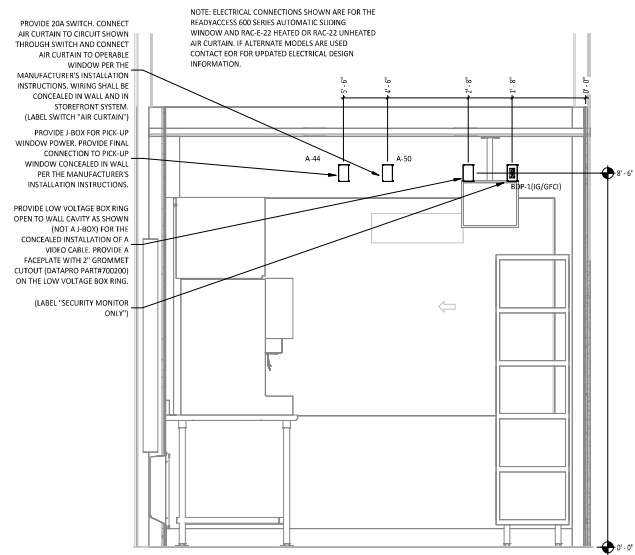 NOTE: ELECTRICAL CONNECTIONS SHOWN ARE FOR THE
READYACCESS 600 SERIES AUTOMATIC SLIDING
WINDOW AND RAC-E-22 HEATED OR RAC-22 UNHEATED
AIR CURTAIN. IF ALTERNATE MODELS ARE USED
CONTACT EOR FOR UPDATED ELECTRICAL DESIGN
INFORMATION.
PROVIDE 20A SWITCH. CONNECT
AIR CURTAIN TO CIRCUIT SHOWN
THROUGH SWITCH AND CONNECT
AIR CURTAIN TO OPERABLE
WINDOW PER THE
MANUFACTURER'S INSTALLATION
INSTRUCTIONS. WIRING SHALL BE
CONCEALED IN WALL AND IN
STOREFRONT SYSTEM.
(LABEL SWITCH "AIR CURTAIN")
PROVIDE J-BOX FOR PICK-UP
WINDOW POWER. PROVIDE FINAL
CONNECTION TO PICK-UP
WINDOW CONCEALED IN WALL
PER THE MANUFACTURER'S
INSTALLATION INSTRUCTIONS.
PROVIDE LOW VOLTAGE BOX RING
OPEN TO WALL CAVITY AS SHOWN
(NOT A J-BOX) FOR THE
CONCEALED INSTALLATION OF A
VIDEO CABLE. PROVIDE A
FACEPLATE WITH 2" GROMMET
CUTOUT (DATAPRO PART#700200)
ON THE LOW VOLTAGE BOX RING.
(LABEL "SECURITY MONITOR
ONLY")
5' - 6"
4' - 6"
2' - 8"
1' - 8"
0' - 0"
A-44
A-50
BDP-1(IG/GFCI)
8' - 6"
0' - 0"